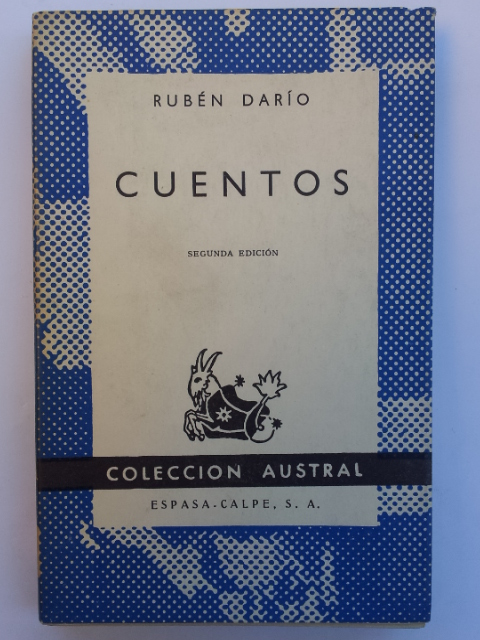 RUBÉN DARÍO
CUENTOS
SEGUNDA EDICIÓN
COLECCION AUSTRAL
ESPASA-CALPE, S. A.